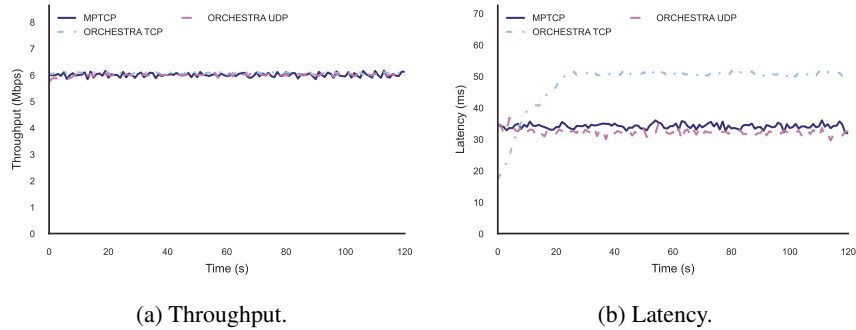 MPTCP
ORCHESTRA TCP
ORCHESTRA UDP
Throughput (Mbps)
8
7
6
5
4
3
2
1
0
0 20 40 60 80 100 120
Time (s)
(a) Throughput.
MPTCP
ORCHESTRA TCP
ORCHESTRA UDP
Latency (ms)
70
60
50
40
30
20
10
0
0 20 40 60 80 100 120
Time (s)
(b) Latency.